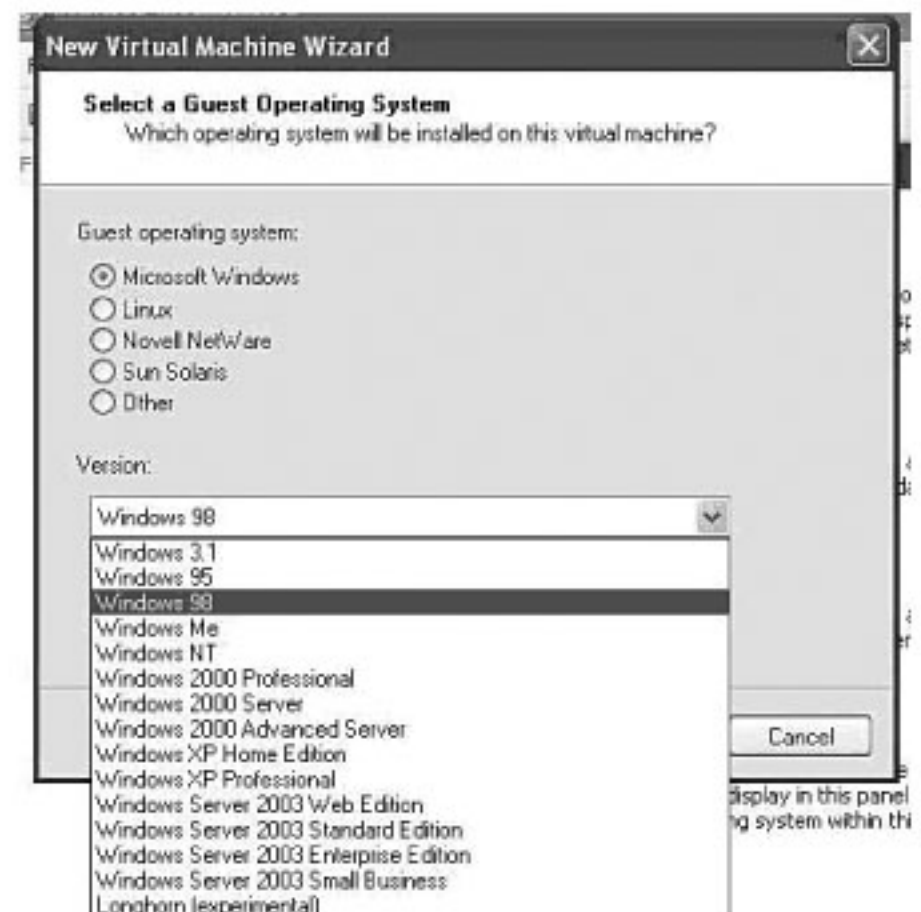 New Virtual Machine Wizard
Select a Guest Operating System
Which operating system will be installed on this virtual machine?
Guest operating system:
Microsoft Windows
Linux
Novell NetWare
Sun Solaris
Other
Version:
Windows 98
Windows 3.1
Windows 95
Windows 98
Windows Me
Windows NT
Windows 2000 Professional
Windows 2000 Server
Windows 2000 Advanced Server
Cancel
Windows XP Home Edition
Windows XP Professional
Windows Server 2003 Web Edition
display in this panel
Windows Server 2003 Standard Edition
system within thi
Windows Server 2003 Enterprise Edition
Windows Server 2003 Small Business
Longhorn (experimental)